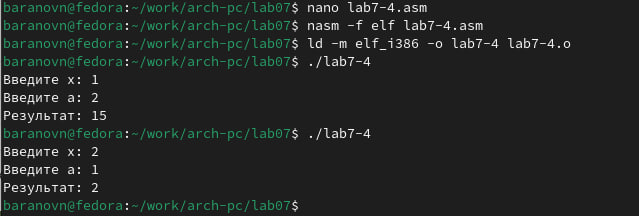 baranovn@fedora:~/work/arch-pc/lab07$ nano lab7-4.asm
baranovn@fedora:~/work/arch-pc/lab07$ nasm -f elf lab7-4.asm
baranovn@fedora:~/work/arch-pc/lab07$ ld -m elf_i386 -o lab7-4 lab7-4.o
baranovn@fedora:~/work/arch-pc/lab07$ ./lab7-4
Введите x: 1
Введите a: 2
Результат: 15
baranovn@fedora:~/work/arch-pc/lab07$ ./lab7-4
Введите x: 2
Введите a: 1
Результат: 2
baranovn@fedora:~/work/arch-pc/lab07$